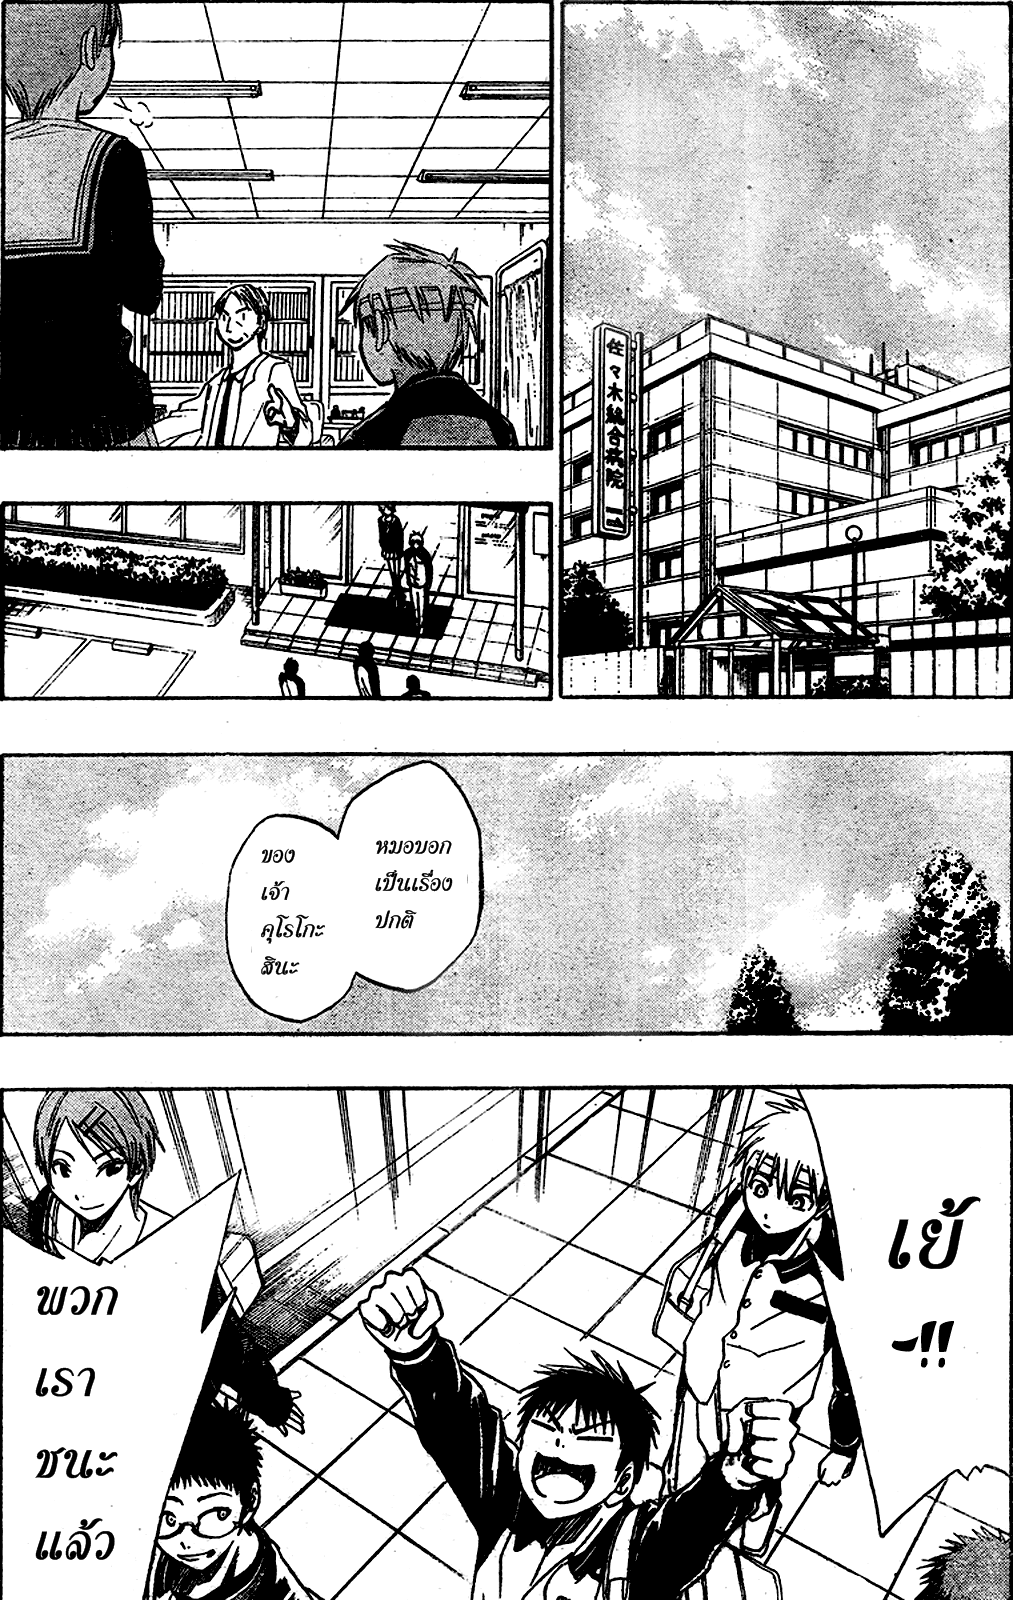 佐々木総合病院
หมอบอก
เป็นเรื่อง
ปกติ
ของ
เจ้า
คุโรโกะ
สินะ
เย้
-!!
พวก
เรา
ชนะ
แล้ว